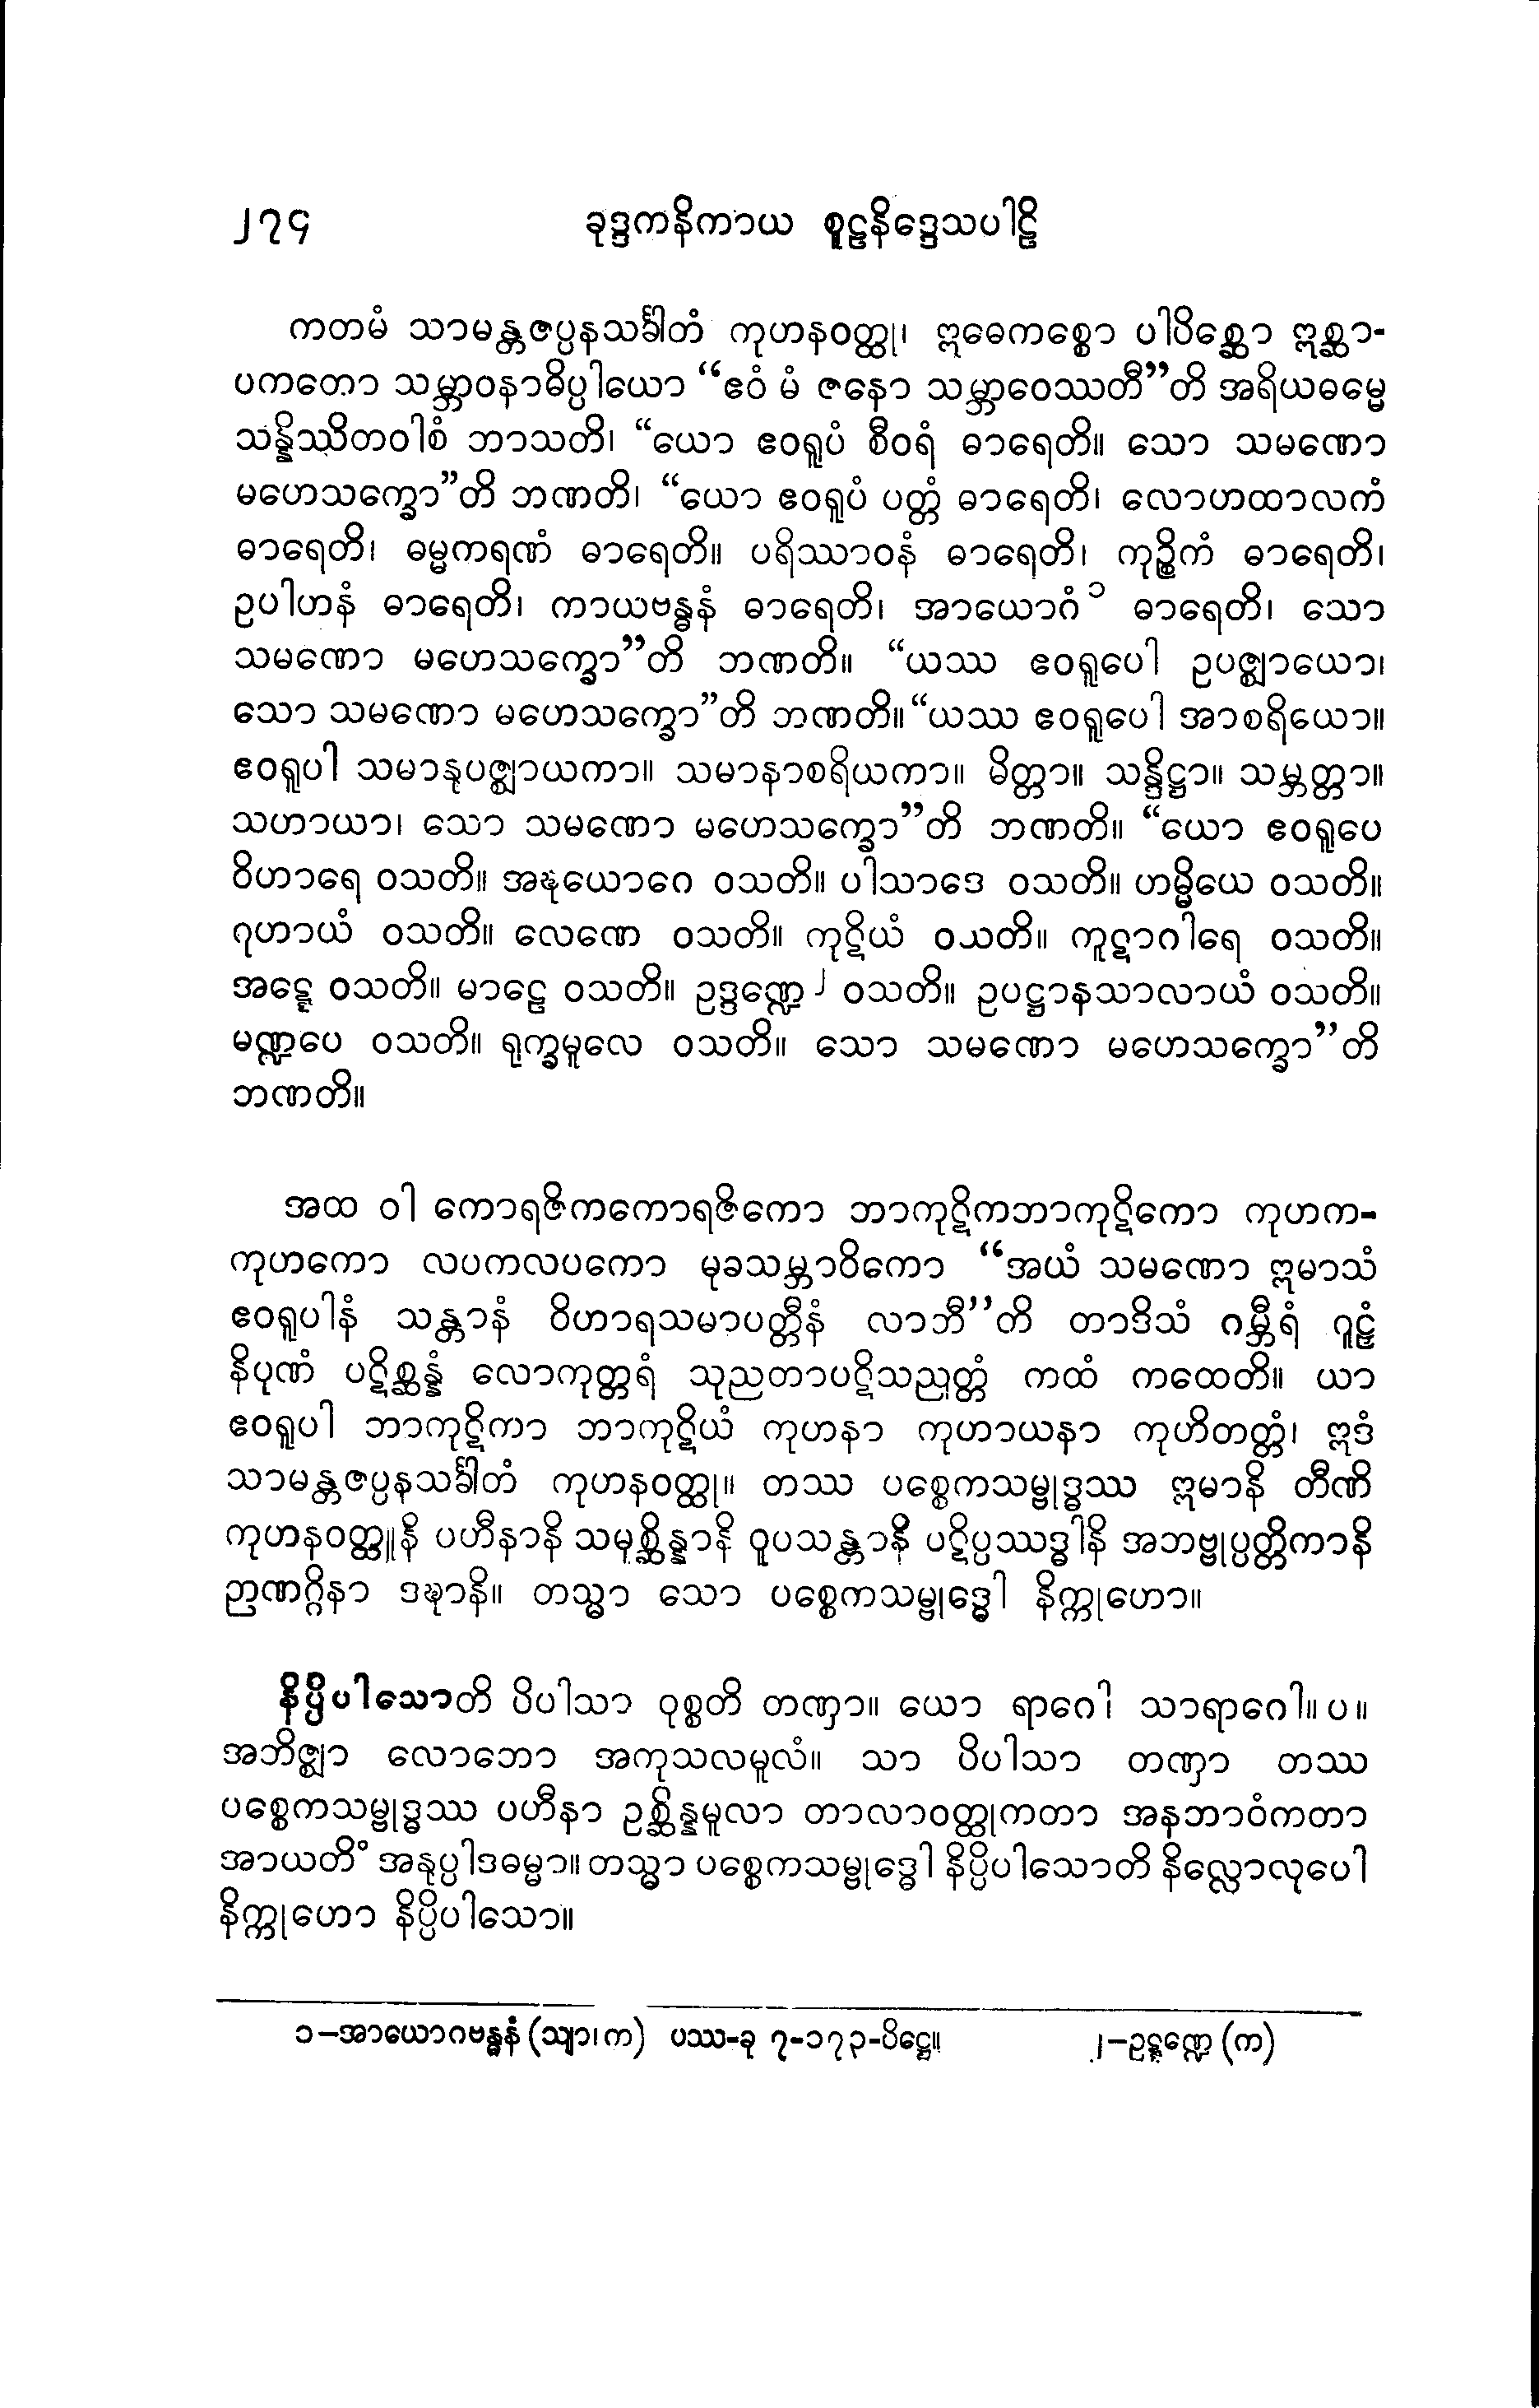 ၂၇၄ ခုဒ္ဒကနိကာယ စူဠနိဒ္ဒေသပါဠိ
ကတမံ သာမန္တဇပ္ပနသင်္ခါတံ ကုဟနဝတ္ထု၊ ဣဓေကစ္စော ပါပိစ္ဆော ဣစ္ဆာ-
ပကတော သမ္ဘာဝနာဓိပ္ပါယော “ဧဝံ မံ ဇနော သမ္ဘာဝေဿတီ”တိ အရိယဓမ္မေ
သန္နိဿိတဝါစံ ဘာသတိ၊ “ယော ဧဝရူပံ စီဝရံ ဓာရေတိ။ သော သမဏော
မဟေသက္ခော”တိ ဘဏတိ၊ “ယော ဧဝရူပံ ပတ္တံ ဓာရေတိ၊ လောဟထာလကံ
ဓာရေတိ၊ ဓမ္မကရဏံ ဓာရေတိ။ ပရိဿာဝနံ ဓာရေတိ၊ ကုဉ္စိကံ ဓာရေတိ၊
ဥပါဟနံ ဓာရေတိ၊ ကာယဗန္ဓနံ ဓာရေတိ၊ အာယောဂံ၁ ဓာရေတိ၊ သော
သမဏော မဟေသက္ခော”တိ ဘဏတိ။ “ယဿ ဧဝရူပေါ ဥပဇ္ဈာယော၊
သော သမဏော မဟေသက္ခော”တိ ဘဏတိ။ “ယဿ ဧဝရူပေါ အာစရိယော။
ဧဝရူပါ သမာနုပဇ္ဈာယကာ။ သမာနာစရိယကာ။ မိတ္တာ။ သန္ဒိဋ္ဌာ။ သမ္ဘတ္တာ။
သဟာယာ၊ သော သမဏော မဟေသက္ခော”တိ ဘဏတိ။ “ယော ဧဝရူပေ
ဝိဟာရေ ဝသတိ။ အဍ္ဎယောဂေ ဝသတိ။ ပါသာဒေ ဝသတိ။ ဟမ္မိယေ ဝသတိ။
ဂုဟာယံ ဝသတိ။ လေဏေ ဝသတိ။ ကုဋိယံ ဝသတိ။ ကူဋာဂါရေ ဝသတိ။
အဋ္ဋေ ဝသတိ။ မာဠေ ဝသတိ။ ဥဒ္ဒဏ္ဍေ၂ ဝသတိ။ ဥပဋ္ဌာနသာလာယံ ဝသတိ။
မဏ္ဍပေ ဝသတိ။ ရုက္ခမူလေ ဝသတိ။ သော သမဏော မဟေသက္ခော”တိ
ဘဏတိ။
အထ ဝါ ကောရဇိကကောရဇိကော ဘာကုဋိကဘာကုဋိကော ကုဟက-
ကုဟကော လပကလပကော မုခသမ္ဘာဝိကော “အယံ သမဏော ဣမာသံ
ဧဝရူပါနံ သန္တာနံ ဝိဟာရသမာပတ္တီနံ လာဘီ”တိ တာဒိသံ ဂမ္ဘီရံ ဂူဠှံ
နိပုဏံ ပဋိစ္ဆန္နံ လောကုတ္တရံ သုညတာပဋိသညုတ္တံ ကထံ ကထေတိ။ ယာ
ဧဝရူပါ ဘာကုဋိကာ ဘာကုဋိယံ ကုဟနာ ကုဟာယနာ ကုဟိတတ္တံ၊ ဣဒံ
သာမန္တဇပ္ပနသင်္ခါတံ ကုဟနဝတ္ထု။ တဿ ပစ္စေကသမ္ဗုဒ္ဓဿ ဣမာနိ တီဏိ
ကုဟနဝတ္ထူနိ ပဟီနာနိ သမုစ္ဆိန္နာနိ ဝူပသန္တာနိ ပဋိပ္ပဿဒ္ဓါနိ အဘဗ္ဗုပ္ပတ္တိကာနိ
ဉာဏဂ္ဂိနာ ဒဍ္ဎာနိ။ တသ္မာ သော ပစ္စေကသမ္ဗုဒ္ဓေါ နိက္ကုဟော။
နိပ္ပိပါသောတိ ပိပါသာ ဝုစ္စတိ တဏှာ။ ယော ရာဂေါ သာရာဂေါ။ ပ။
အဘိဇ္ဈာ လောဘော အကုသလမူလံ။ သာ ပိပါသာ တဏှာ တဿ
ပစ္စေကသမ္ဗုဒ္ဓဿ ပဟီနာ ဥစ္ဆိန္နမူလာ တာလာဝတ္ထုကတာ အနဘာဝံကတာ
အာယတိံ အနုပ္ပါဒဓမ္မာ။ တသ္မာ ပစ္စေကသမ္ဗုဒ္ဓေါ နိပ္ပိပါသောတိ နိလ္လောလုပေါ
နိက္ကုဟော နိပ္ပိပါသော။
၁–အာယောဂဗန္ဓနံ (သျာ၊ က) ပဿ-ခု ၇-၁၇၃-ပိဋ္ဌေ။ ၂–ဥဋ္ဋဏ္ဍေ (က)